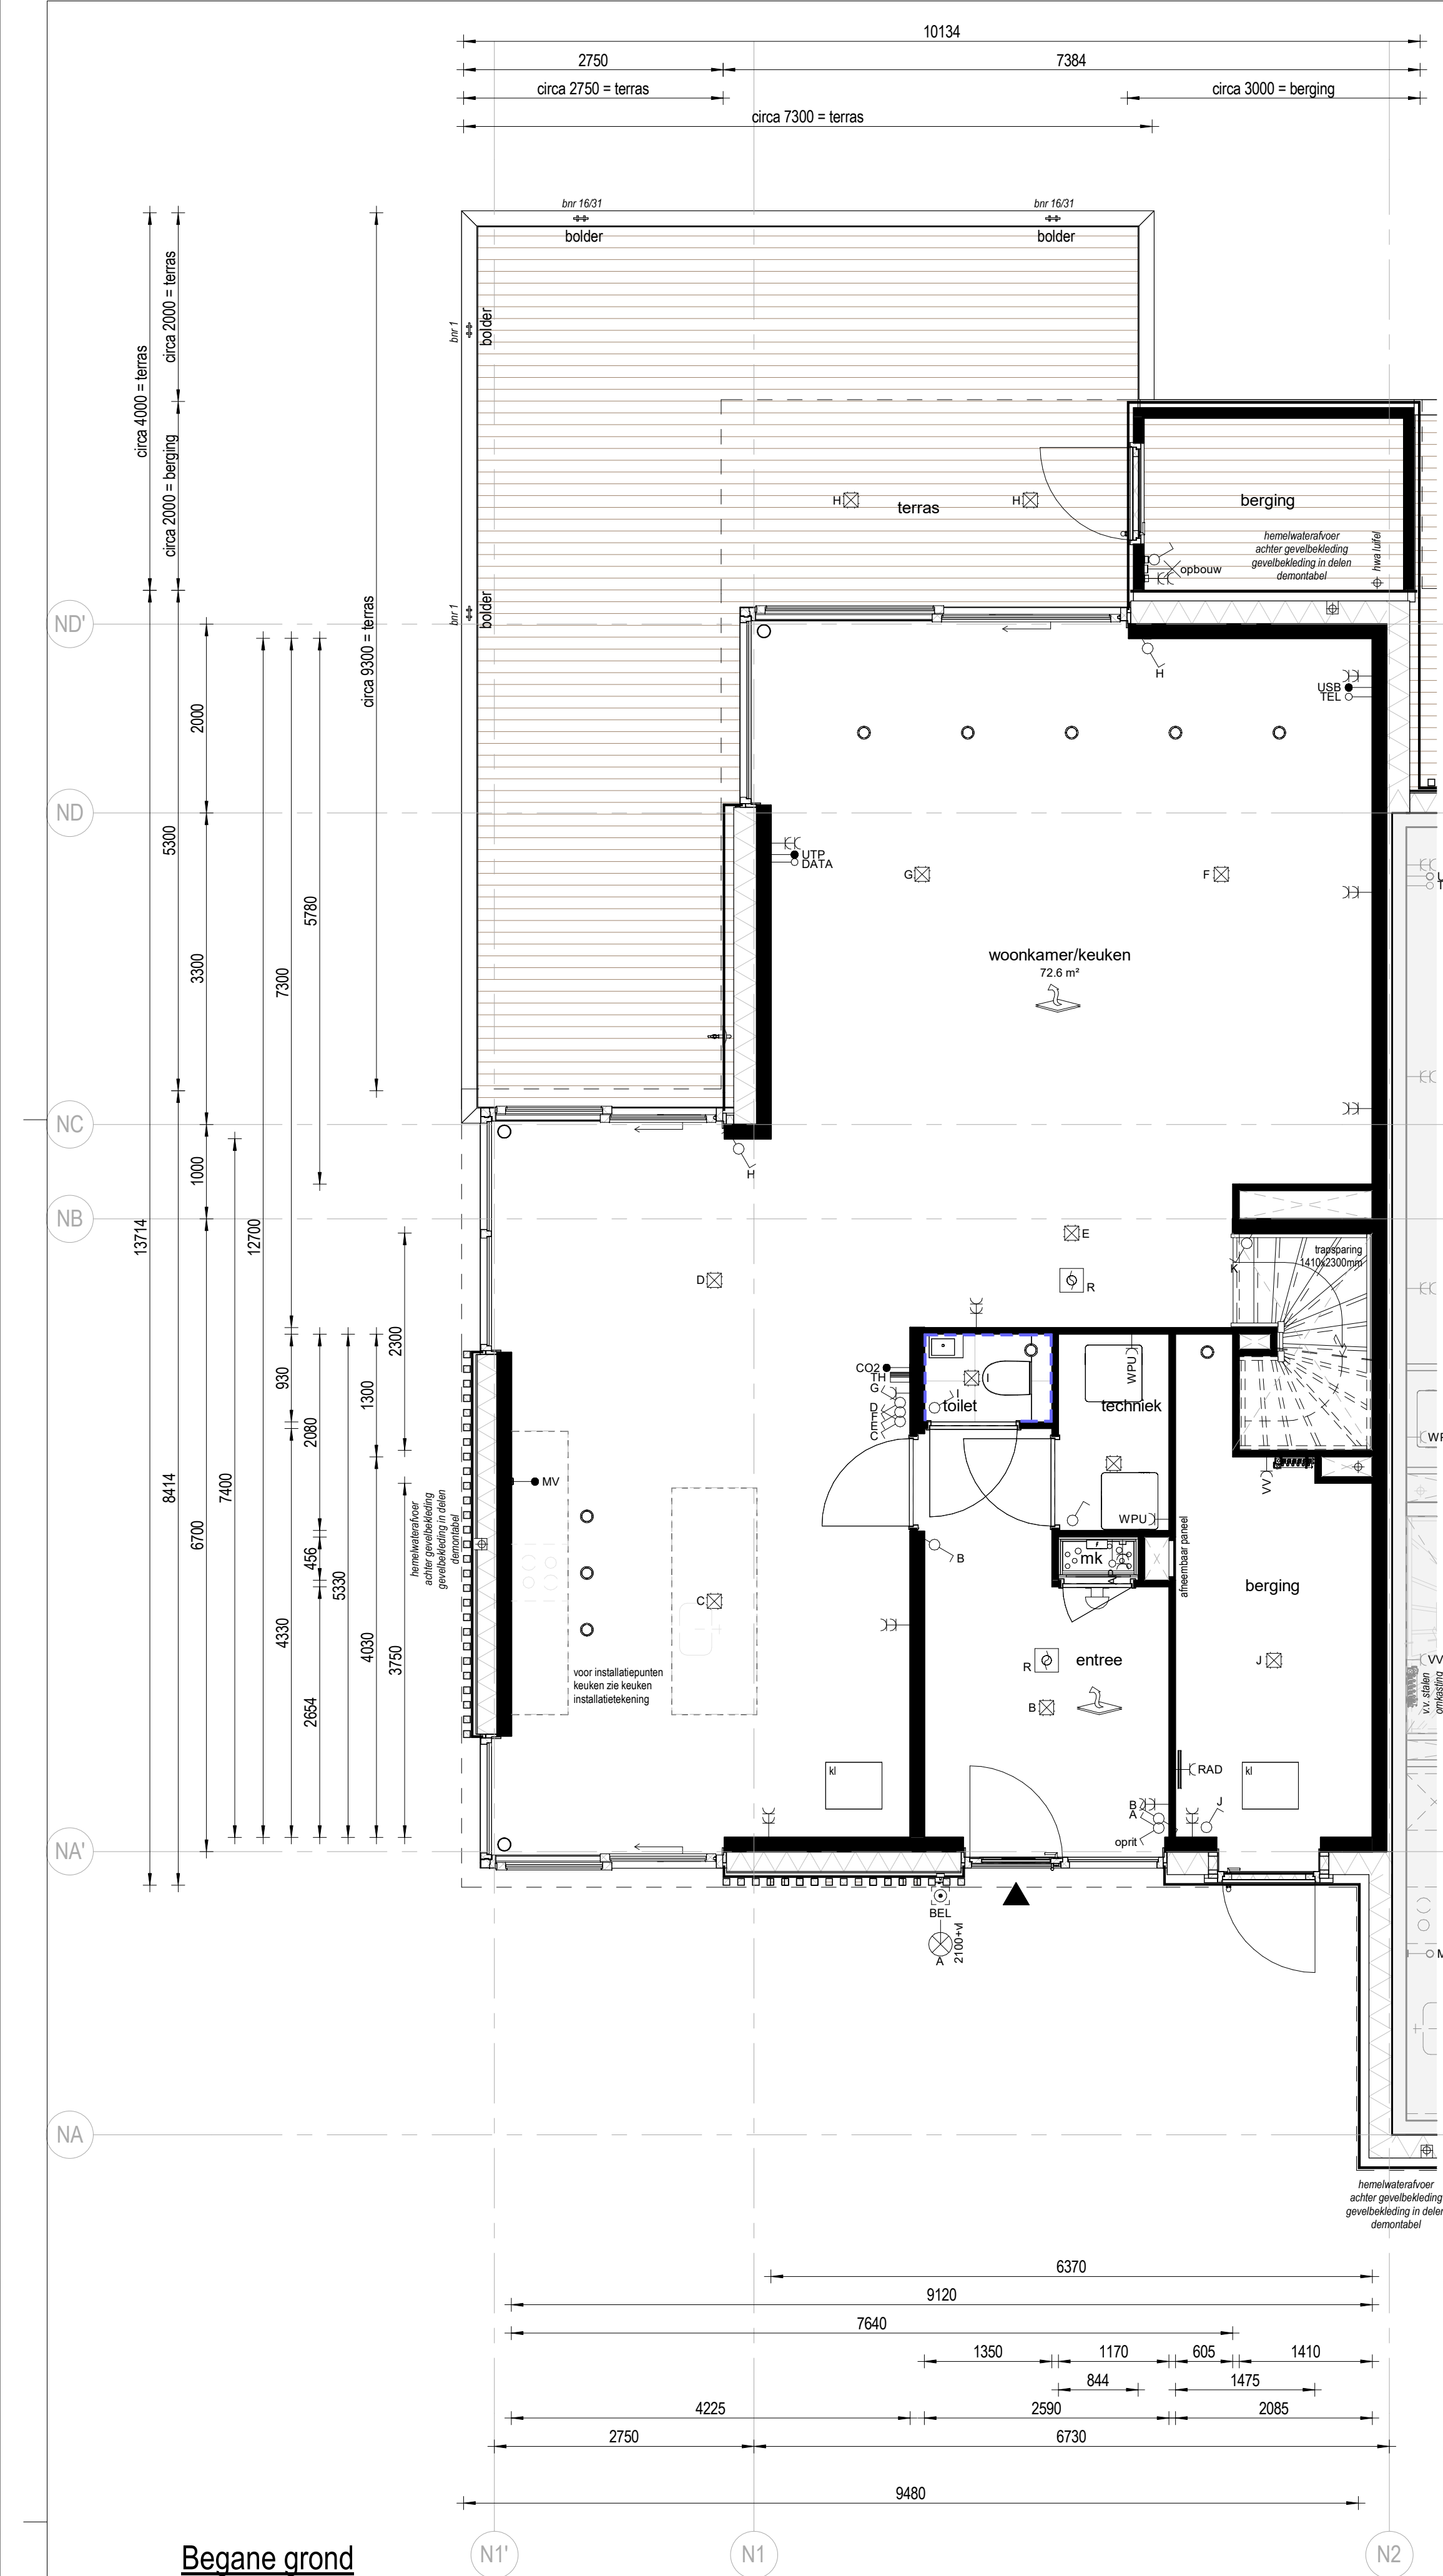 10134
2750
7384
circa 2750 = terras
circa 3000 = berging
circa 7300 = terras
bnr 16/31
bnr 16/31
bolder
bolder
circa 4000 = terras
circa 2000 = terras
circa 2000 = berging
circa 9300 = terras
bnr 1
bolder
bnr 1
bolder
H
H
terras
berging
hemelwaterafvoer
achter gevelbekleding
gevelbekleding in delen
demontabel
hwa luifel
opbouw
ND'
H
USB
TEL
2000
ND
5300
3300
5780
7300
UTP
DATA
G
F
woonkamer/keuken
72.6 m²
NC
1000
H
NB
13714
12700
E
D
R
K
trapsparing
1410x2300mm
2300
930
2080
1300
CO2
TH
G
D
F
E
C
I
I
toilet
WPU
techniek
8414
7400
6700
MV
hemelwaterafvoer
achter gevelbekleding
gevelbekleding in delen
demontabel
VV
WPU
456
5330
4330
4030
3750
2654
B
mk
AP
afneembaar paneel
berging
C
voor installatiepunten
keuken zie keuken
installatietekening
R
entree
J
B
VV
v.v. stalen
omkasting
kl
RAD
kl
B
A
J
oprit
NA'
BEL
A
2100+vl
NA
hemelwaterafvoer
achter gevelbekleding
gevelbekleding in delen
demontabel
6370
9120
7640
1350
1170
605
1410
844
1475
4225
2590
2085
2750
6730
9480
Begane grond
N1'
N1
N2